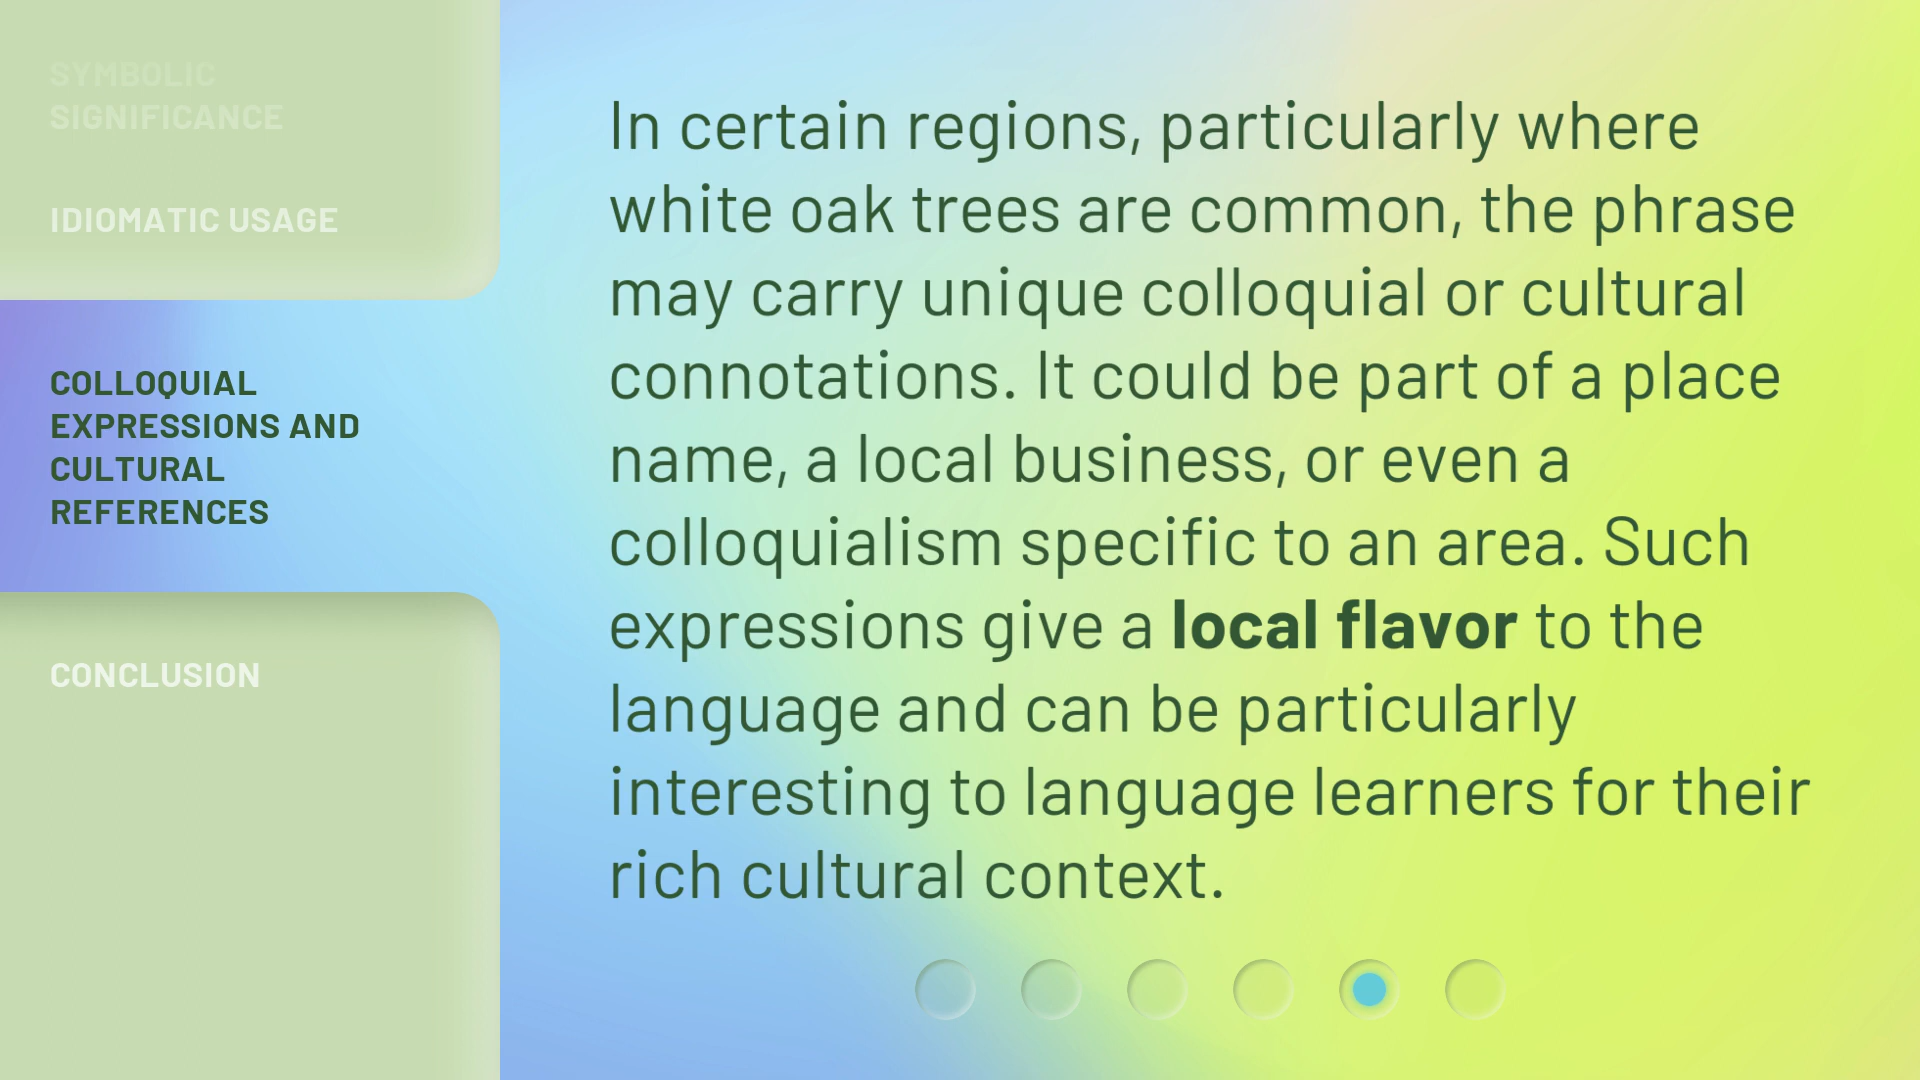 SYMBOLIC
SIGNIFICANCE
IDIOMATIC USAGE
COLLOQUIAL
EXPRESSIONS AND
CULTURAL
REFERENCES
CONCLUSION
In certain regions, particularly where
white oak trees are common, the phrase
may carry unique colloquial or cultural
connotations. It could be part of a place
name, a local business, or even a
colloquialism specific to an area. Such
expressions give a local flavor to the
language and can be particularly
interesting to language learners for their
rich cultural context.